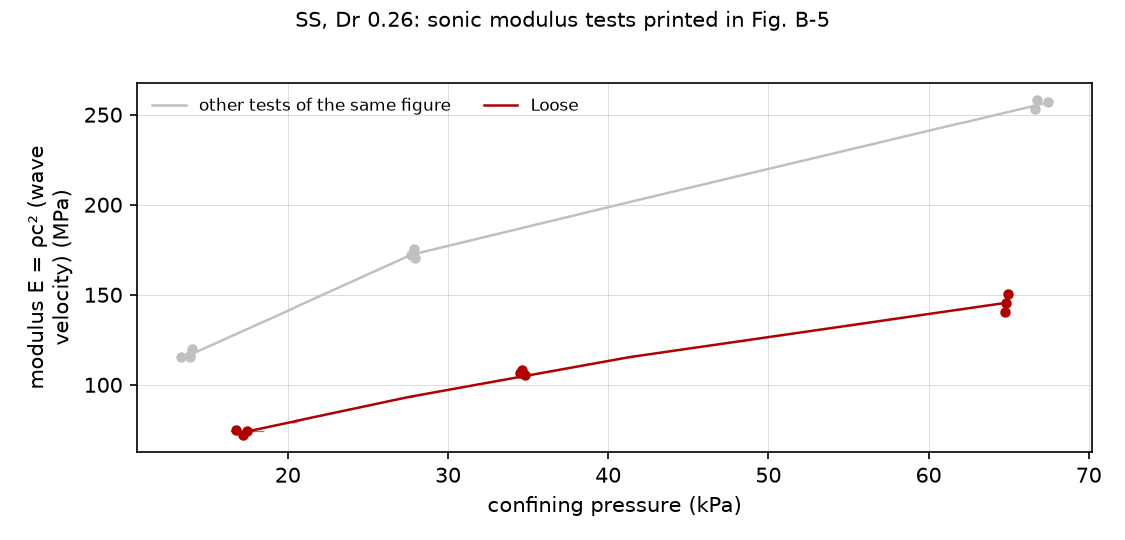 SS, Dr 0.26: sonic modulus tests printed in Fig. B-5
other tests of the same figure
Loose
modulus E = ρc² (wave
velocity) (MPa)
250
200
150
100
20
30
40
50
60
70
confining pressure (kPa)